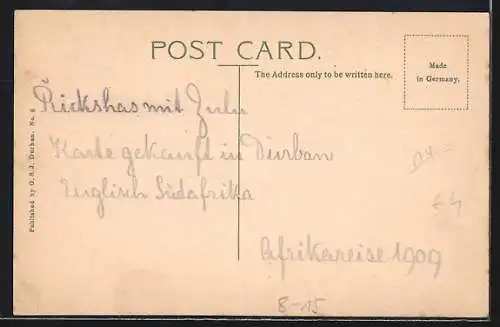 POST CARD.
The Address only to be written here.
Made
in Germany.
Published by G. B. J. Durban. No. 6
Rickshas mit Zulu
Karte gekauft in Durban
Englisch Südafrika
Afrikareise 1909
8-15